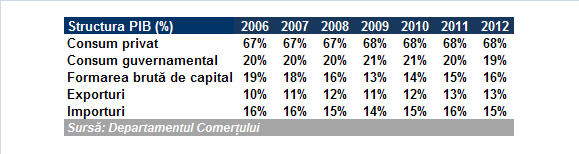 Structura PIB (%) 2006 2007 2008 2009 2010 2011 2012
Consum privat 67% 67% 67% 68% 68% 68% 68%
Consum guvernamental 20% 20% 20% 21% 21% 20% 19%
Formarea brută de capital 19% 18% 16% 13% 14% 15% 16%
Exporturi 10% 11% 12% 11% 12% 13% 13%
Importuri 16% 16% 15% 14% 15% 16% 15%
Sursă: Departamentul Comerțului